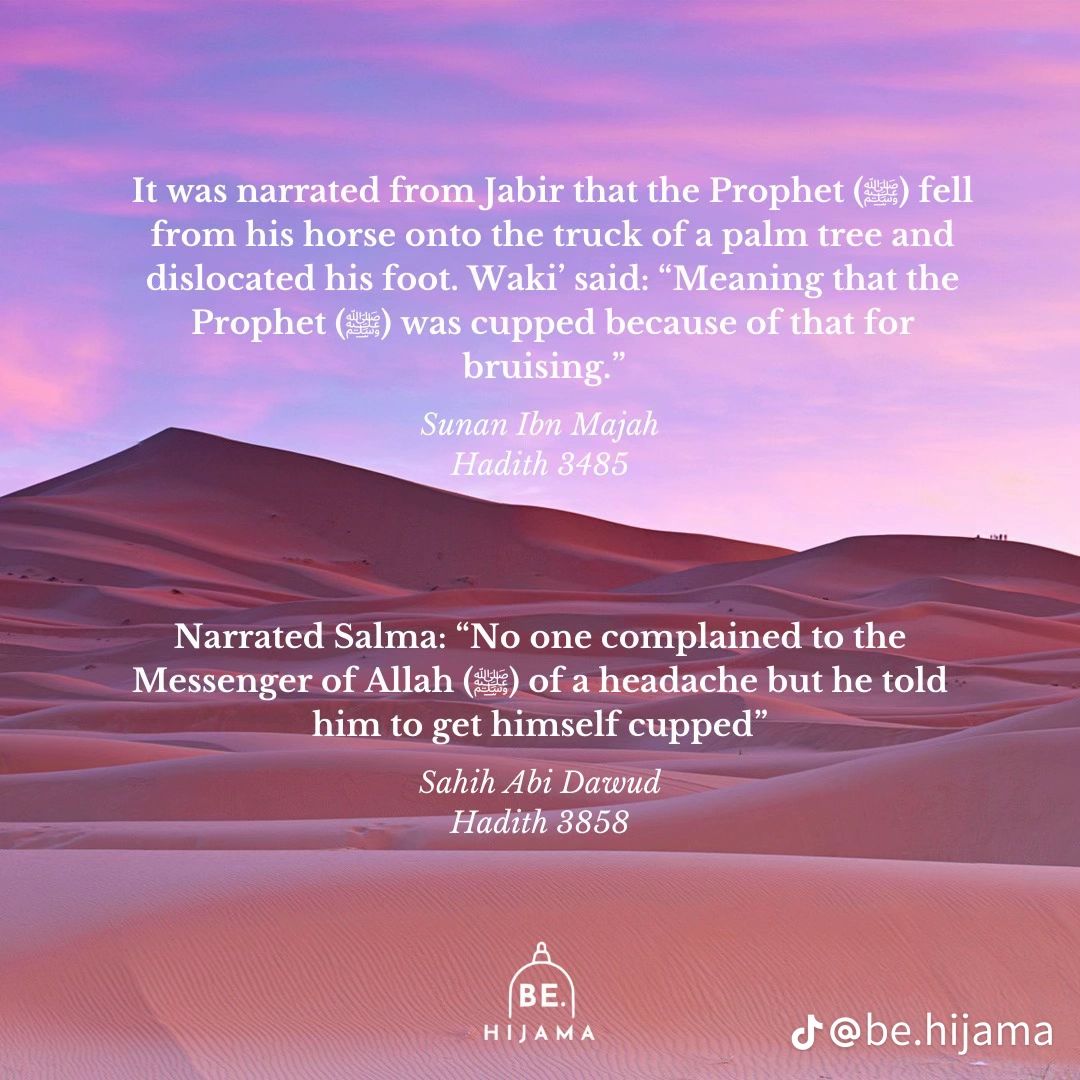 It was narrated from Jabir that the Prophet (ﷺ) fell
from his horse onto the truck of a palm tree and
dislocated his foot. Waki’ said: “Meaning that the
Prophet (ﷺ) was cupped because of that for
bruising.”
Sunan Ibn Majah
Hadith 3485
Narrated Salma: “No one complained to the
Messenger of Allah (ﷺ) of a headache but he told
him to get himself cupped”
Sahih Abi Dawud
Hadith 3858
BE.
HIJAMA
@be.hijama